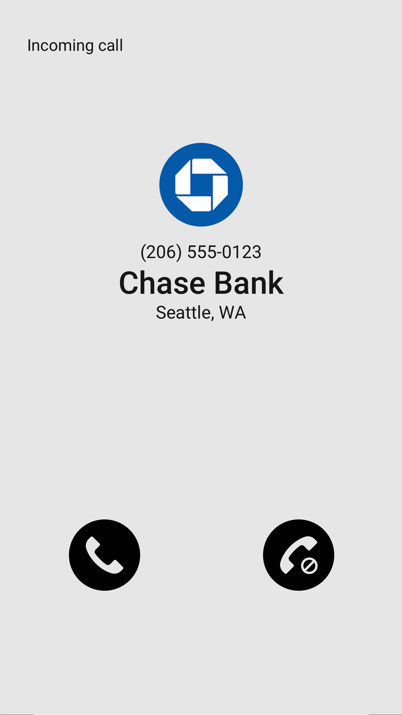 Incoming call
(206) 555-0123
Chase Bank
Seattle, WA